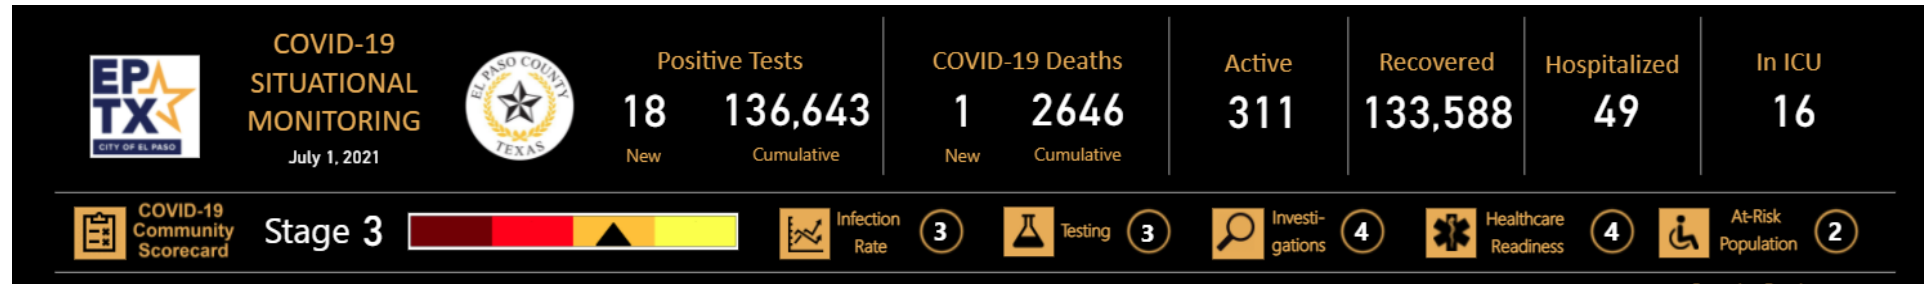 EP
TX
CITY OF EL PASO
COVID-19
SITUATIONAL
MONITORING
July 1, 2021
EL PASO COUNTY
TEXAS
Positive Tests
18 136,643
New Cumulative
COVID-19 Deaths
1 2646
New Cumulative
Active
311
Recovered
133,588
Hospitalized
49
In ICU
16
COVID-19
Community
Scorecard
Stage 3
Infection
Rate
3
Testing
3
Investi-
gations
4
Healthcare
Readiness
4
At-Risk
Population
2